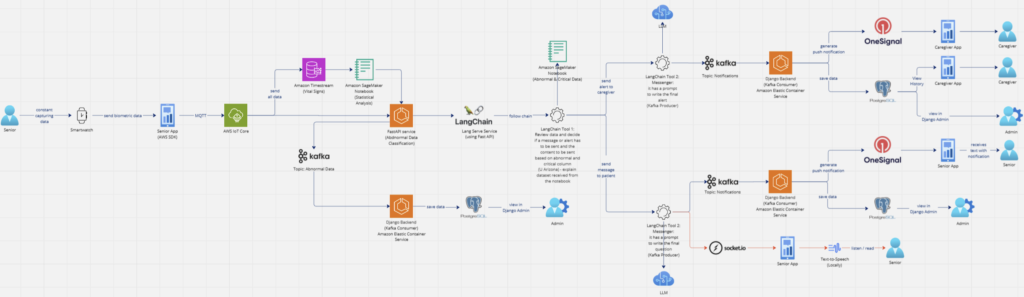 Senior
constant
capturing
data
Smartwatch
send biometric data
Senior App
(AWS SDK)
MQTT
AWS IoT Core
send
all data
Amazon Timestream
(Vital Signs)
Amazon SageMaker
Notebook
(Statistical
Analysis)
FastAPI service
(Abnormal Data
Classification)
kafka
Topic: Abnormal Data
Django Backend
(Kafka Consumer)
Amazon Elastic Container
Service
save data
PostgreSQL
view in
Django Admin
Admin
LangChain
Lang Serve Service
(using Fast API)
follow chain
Amazon SageMaker
Notebook
(Abnormal & Critical Data)
LangChain Tool 1:
Review data and decide
if a message or alert has
to be sent and the
content to be sent
based on abnormal and
critical column
(U Arizona) - explain
dataset received from
the notebook
send
alert to
caregiver
send
message
to patient
LLM
LangChain Tool 2:
Messenger:
it has a prompt
to write the final
alert
(Kafka Producer)
kafka
Topic: Notifications
Django Backend
(Kafka Consumer)
Amazon Elastic Container
Service
generate
push notification
OneSignal
Caregiver App
Caregiver
save data
PostgreSQL
View
History
Caregiver App
Caregiver
view in Django Admin
Admin
LangChain Tool 2:
Messenger:
it has a prompt
to write the final
question
(Kafka Producer)
LLM
kafka
Topic: Notifications
Django Backend
(Kafka Consumer)
Amazon Elastic Container
Service
generate
push notification
OneSignal
Senior App
receives
text with
notification
Senior
save data
PostgreSQL
view in
Django Admin
Admin
socket.io
Senior App
Text-to-Speech
(Locally)
listen / read
Senior